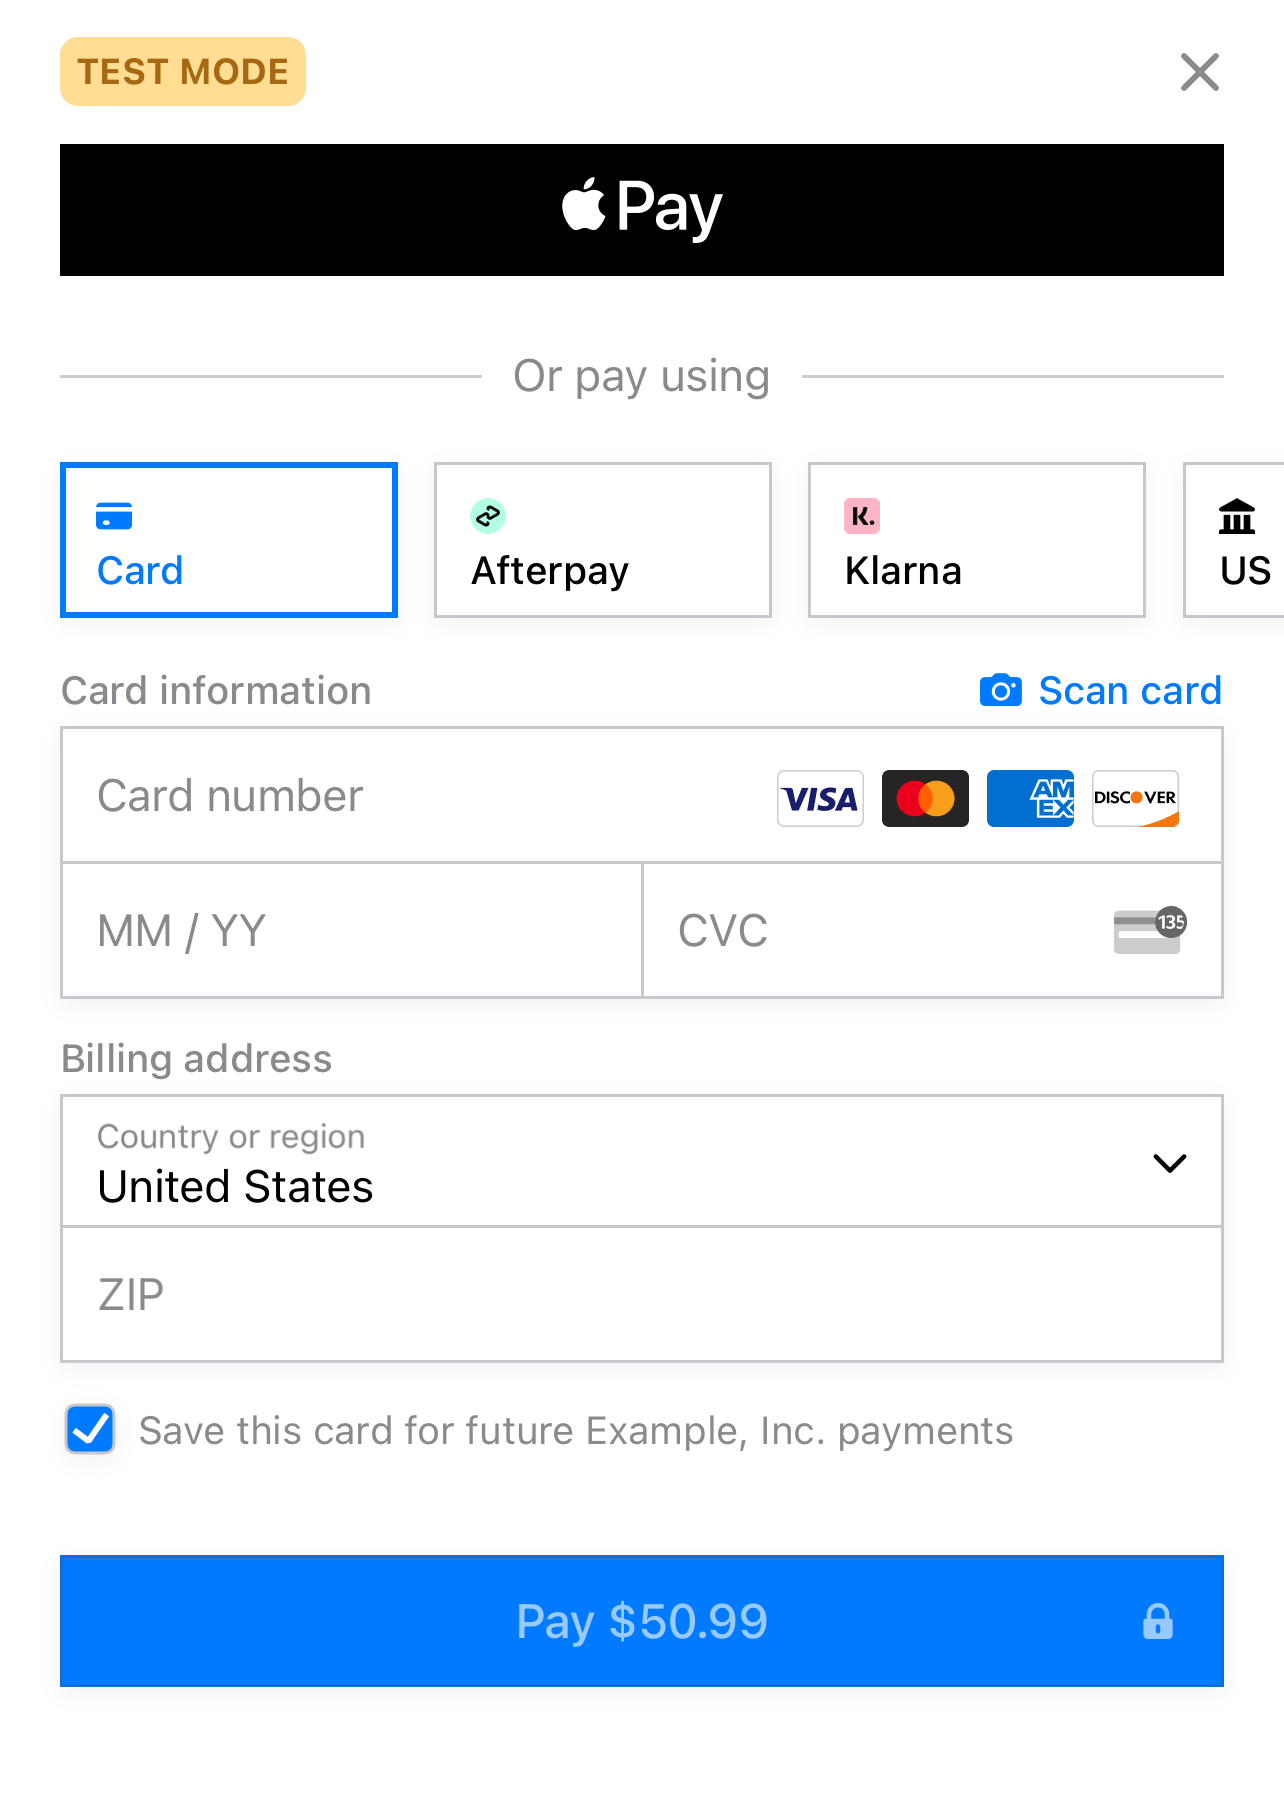 TEST MODE
Pay
Or pay using
Card
Afterpay
K.
Klarna
US
Card information
Scan card
Card number
VISA
AM
EX
DISCOVER
MM / YY
CVC
135
Billing address
Country or region
United States
ZIP
Save this card for future Example, Inc. payments
Pay $50.99